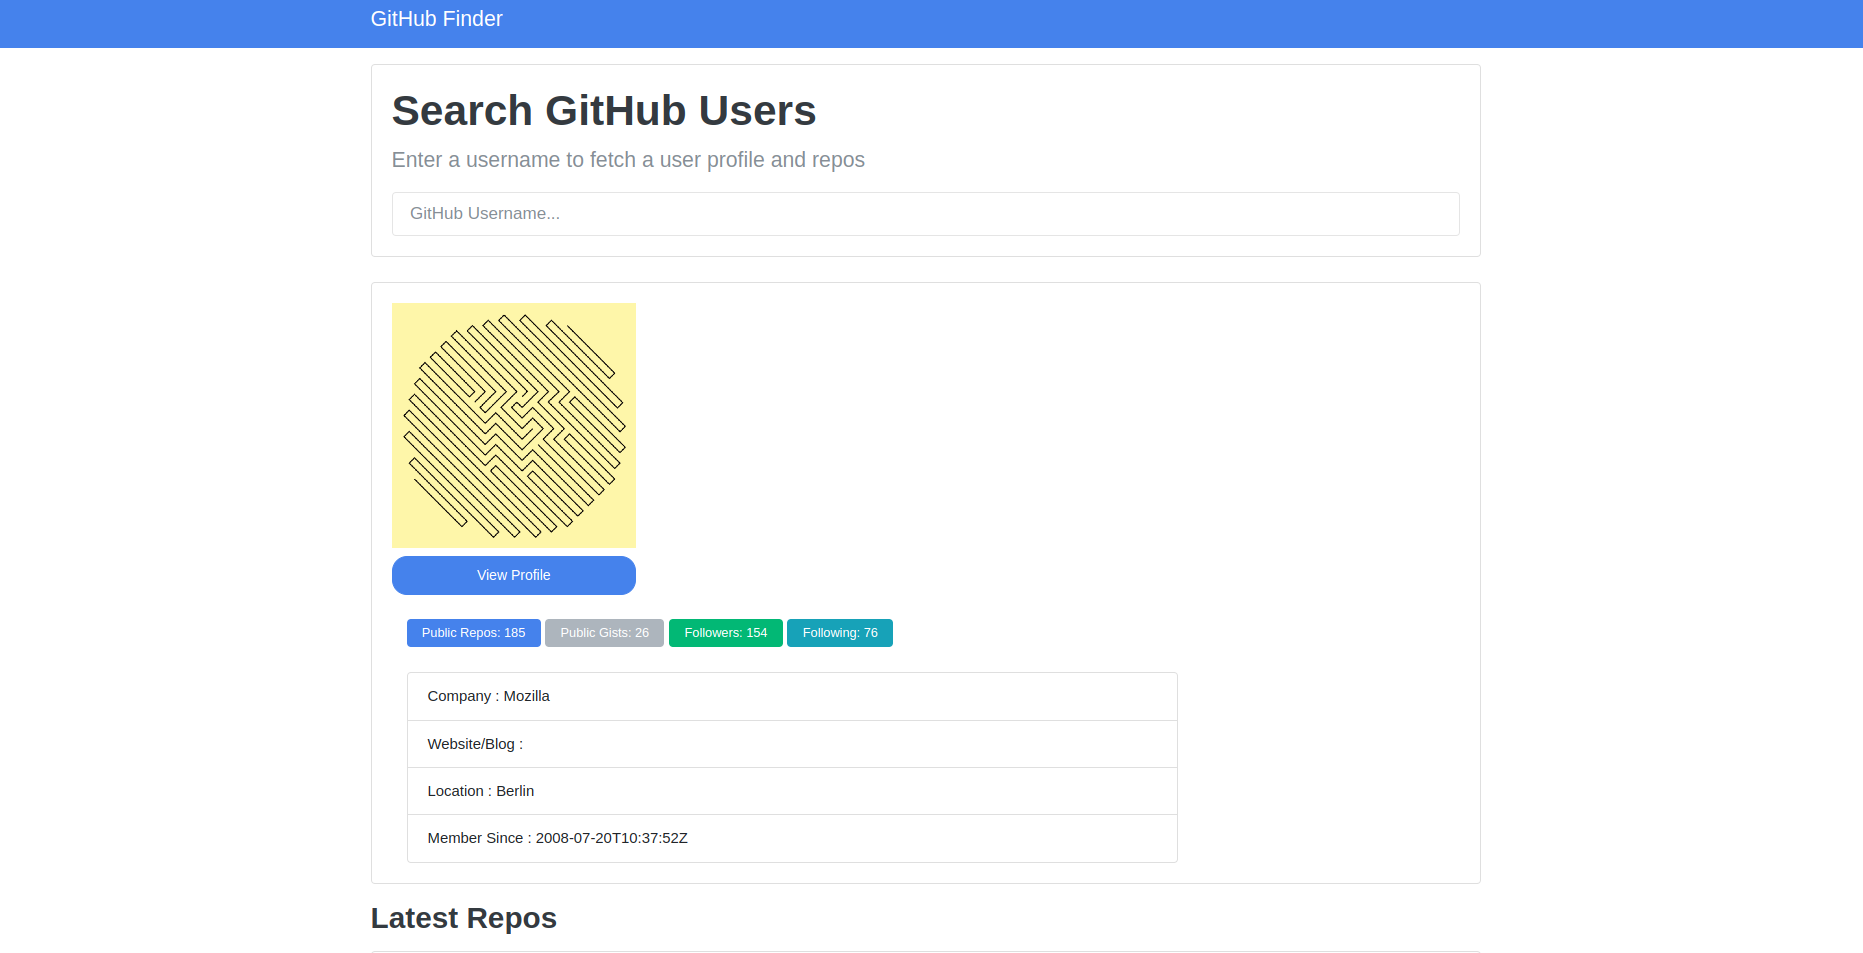 GitHub Finder
Search GitHub Users
Enter a username to fetch a user profile and repos
GitHub Username...
View Profile
Public Repos: 185 Public Gists: 26 Followers: 154 Following: 76
Company : Mozilla
Website/Blog :
Location : Berlin
Member Since : 2008-07-20T10:37:52Z
Latest Repos